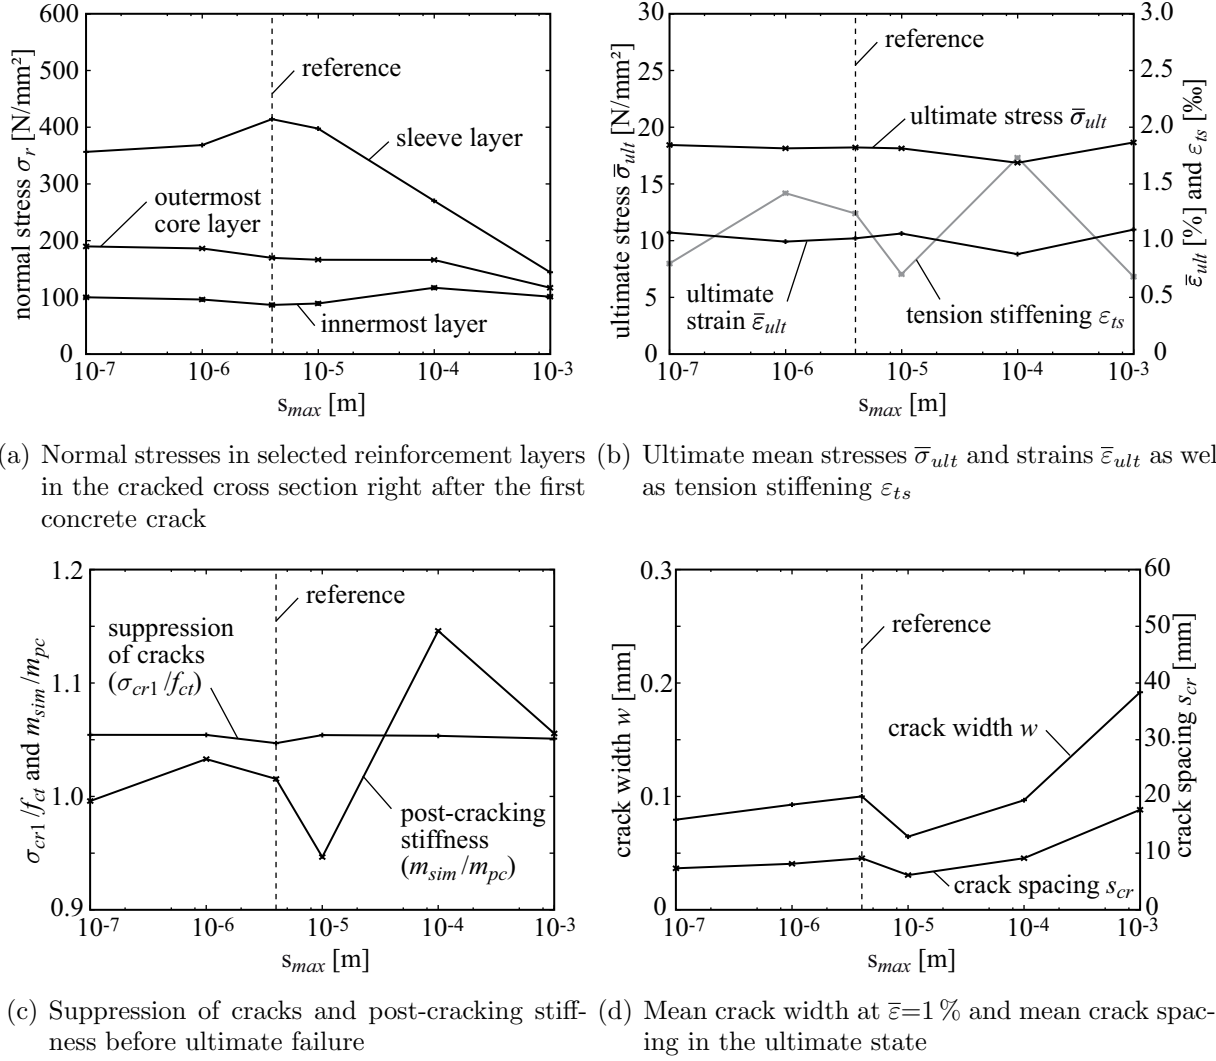 600
500
400
300
200
100
0
normal stress σr [N/mm²]
reference
sleeve layer
outermost
core layer
innermost layer
10-7 10-6 10-5 10-4 10-3
smax [m]
(a) Normal stresses in selected reinforcement layers
in the cracked cross section right after the first
concrete crack
30
25
20
15
10
5
0
ultimate stress σ̅ult [N/mm²]
3.0
2.5
2.0
1.5
1.0
0.5
0
ε̅ult [%] and εts [‰]
reference
ultimate stress σ̅ult
ultimate
strain ε̅ult
tension stiffening εts
10-7 10-6 10-5 10-4 10-3
smax [m]
(b) Ultimate mean stresses σ̅ult and strains ε̅ult as wel
as tension stiffening εts
1.2
1.1
1.0
0.9
σcr1/fct and msim/mpc
reference
suppression
of cracks
(σcr1/fct)
post-cracking
stiffness
(msim/mpc)
10-7 10-6 10-5 10-4 10-3
smax [m]
(c) Suppression of cracks and post-cracking stiff-
ness before ultimate failure
0.3
0.2
0.1
0
crack width w [mm]
60
50
40
30
20
10
0
crack spacing scr [mm]
reference
crack width w
crack spacing scr
10-7 10-6 10-5 10-4 10-3
smax [m]
(d) Mean crack width at ε̅=1 % and mean crack spac-
ing in the ultimate state